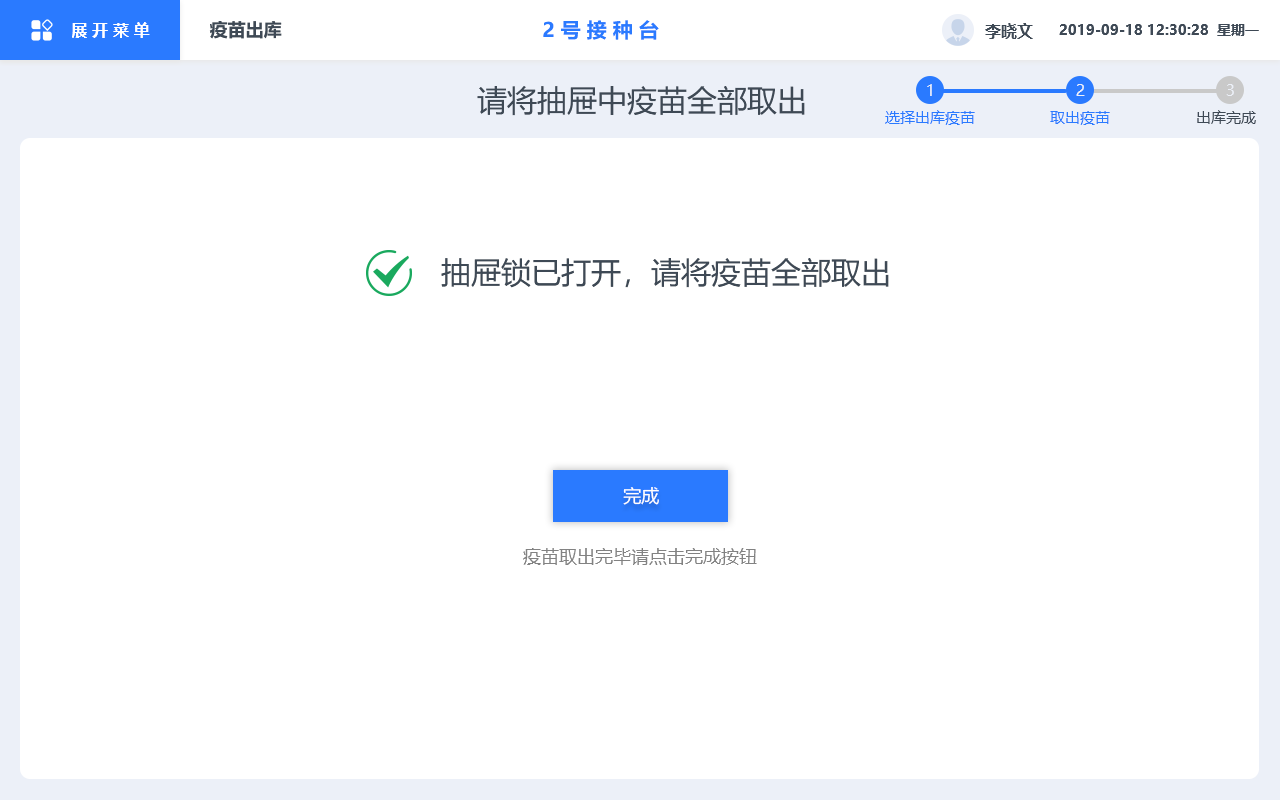 展开菜单
疫苗出库
2号接种台
李晓文
2019-09-18 12:30:28 星期一
请将抽屉中疫苗全部取出
1
2
3
选择出库疫苗
取出疫苗
出库完成
抽屉锁已打开，请将疫苗全部取出
完成
疫苗取出完毕请点击完成按钮